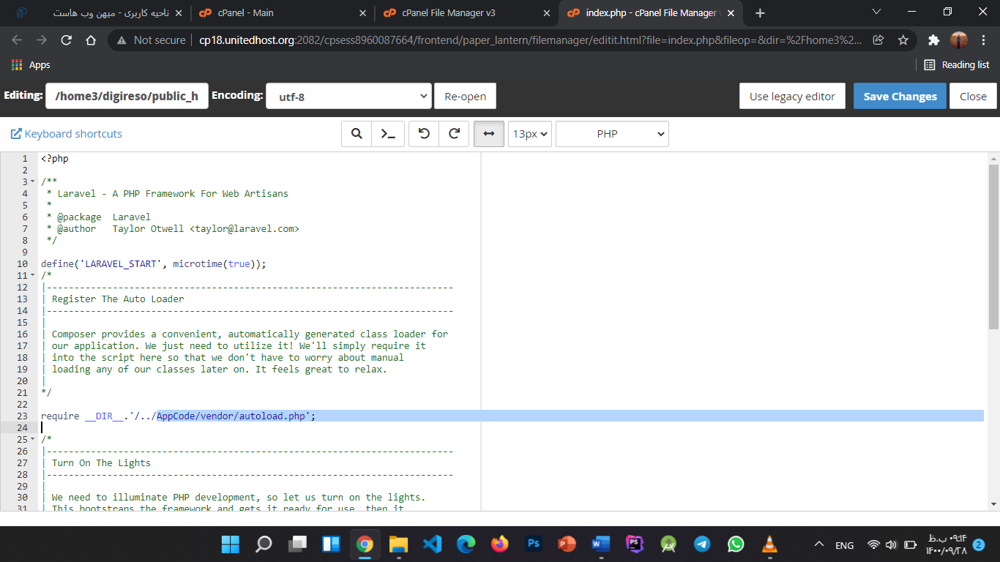 ناحیه کاربری - میهن وب هاست
cPanel - Main
cPanel File Manager v3
index.php - cPanel File Manager v
Not secure
cp18.unitedhost.org:2082/cpsess8960087664/frontend/paper_lantern/filemanager/editit.html?file=index.php&fileop=&dir=%2Fhome3%2...
Apps
Reading list
Editing: /home3/digireso/public_h Encoding: utf-8 Re-open Use legacy editor Save Changes Close
Keyboard shortcuts 13px PHP
1 <?php
2
3 /**
4 * Laravel - A PHP Framework For Web Artisans
5 *
6 * @package Laravel
7 * @author Taylor Otwell <taylor@laravel.com>
8 */
9
10 define('LARAVEL_START', microtime(true));
11 /*
12 |--------------------------------------------------------------------------
13 | Register The Auto Loader
14 |--------------------------------------------------------------------------
15 |
16 | Composer provides a convenient, automatically generated class loader for
17 | our application. We just need to utilize it! We'll simply require it
18 | into the script here so that we don't have to worry about manual
19 | loading any of our classes later on. It feels great to relax.
20 |
21 */
22
23 require __DIR__.'/../AppCode/vendor/autoload.php';
24
25 /*
26 |--------------------------------------------------------------------------
27 | Turn On The Lights
28 |--------------------------------------------------------------------------
29 |
30 | We need to illuminate PHP development, so let us turn on the lights.
31 | This bootstraps the framework and gets it ready for use, then it
Ps
P
W
PS
ENG
۰۹:۱۴ ب.ظ
۱۴۰۰/۰۹/۲۸
2